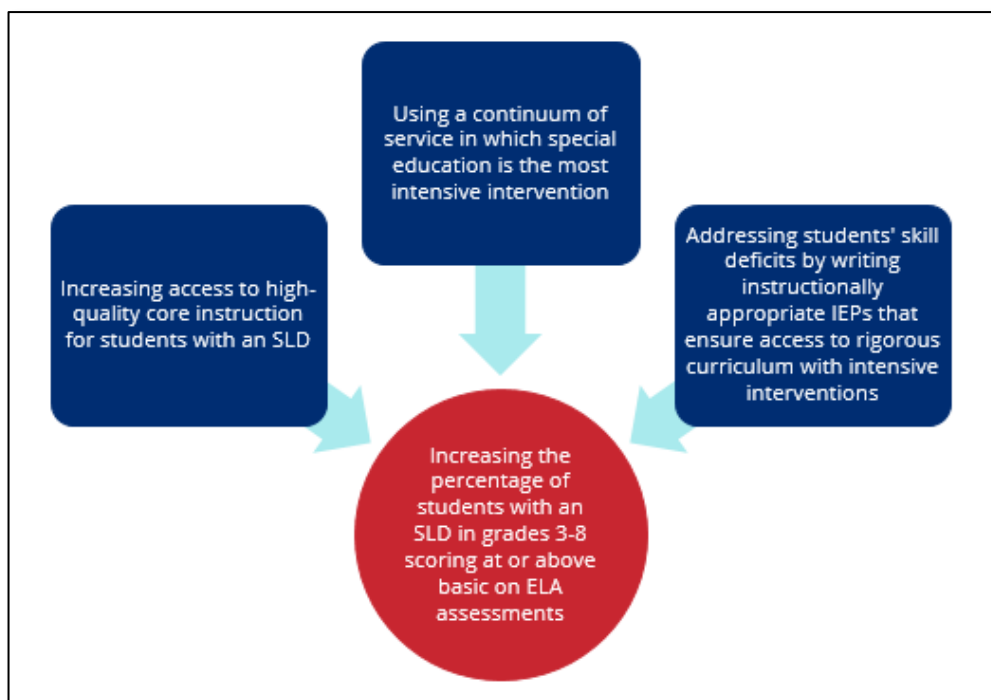 Using a continuum of
service in which special
education is the most
intensive intervention
Increasing access to high-
quality core instruction
for students with an SLD
Addressing students' skill
deficits by writing
instructionally
appropriate IEPs that
ensure access to rigorous
curriculum with intensive
interventions
Increasing the
percentage of
students with an
SLD in grades 3-8
scoring at or above
basic on ELA
assessments